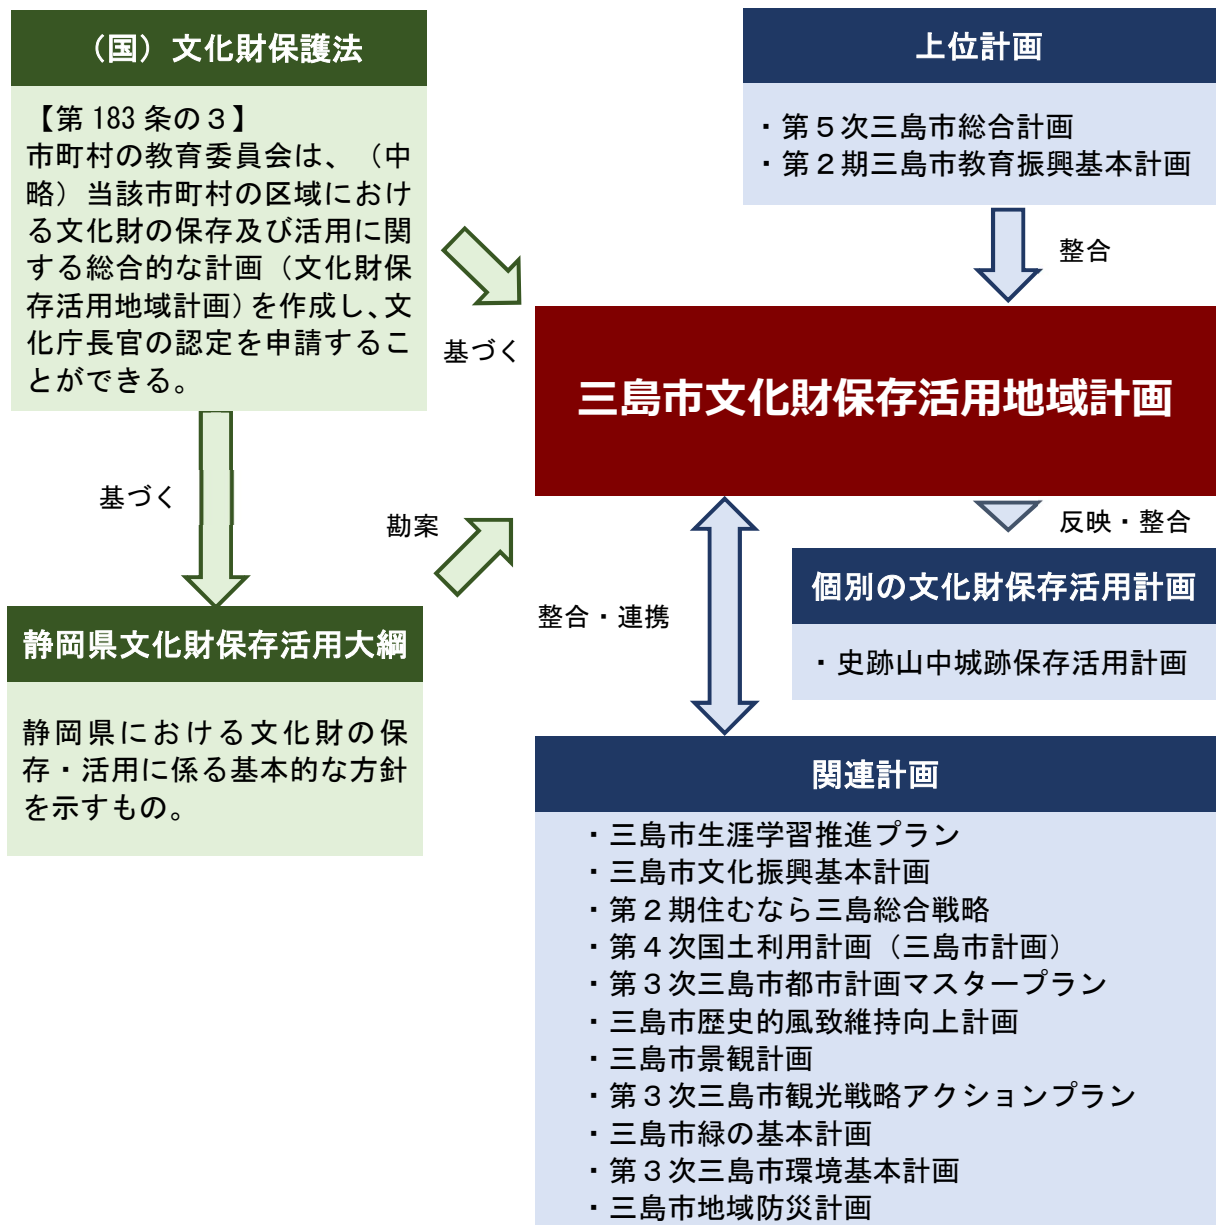 （国）文化財保護法
【第183条の３】
市町村の教育委員会は、（中
略）当該市町村の区域におけ
る文化財の保存及び活用に関
する総合的な計画（文化財保
存活用地域計画）を作成し、文
化庁長官の認定を申請するこ
とができる。
上位計画
・第５次三島市総合計画
・第２期三島市教育振興基本計画
整合
基づく
三島市文化財保存活用地域計画
基づく
勘案
反映・整合
整合・連携
個別の文化財保存活用計画
・史跡山中城跡保存活用計画
静岡県文化財保存活用大綱
静岡県における文化財の保
存・活用に係る基本的な方針
を示すもの。
関連計画
・三島市生涯学習推進プラン
・三島市文化振興基本計画
・第２期住むなら三島総合戦略
・第４次国土利用計画（三島市計画）
・第３次三島市都市計画マスタープラン
・三島市歴史的風致維持向上計画
・三島市景観計画
・第３次三島市観光戦略アクションプラン
・三島市緑の基本計画
・第３次三島市環境基本計画
・三島市地域防災計画